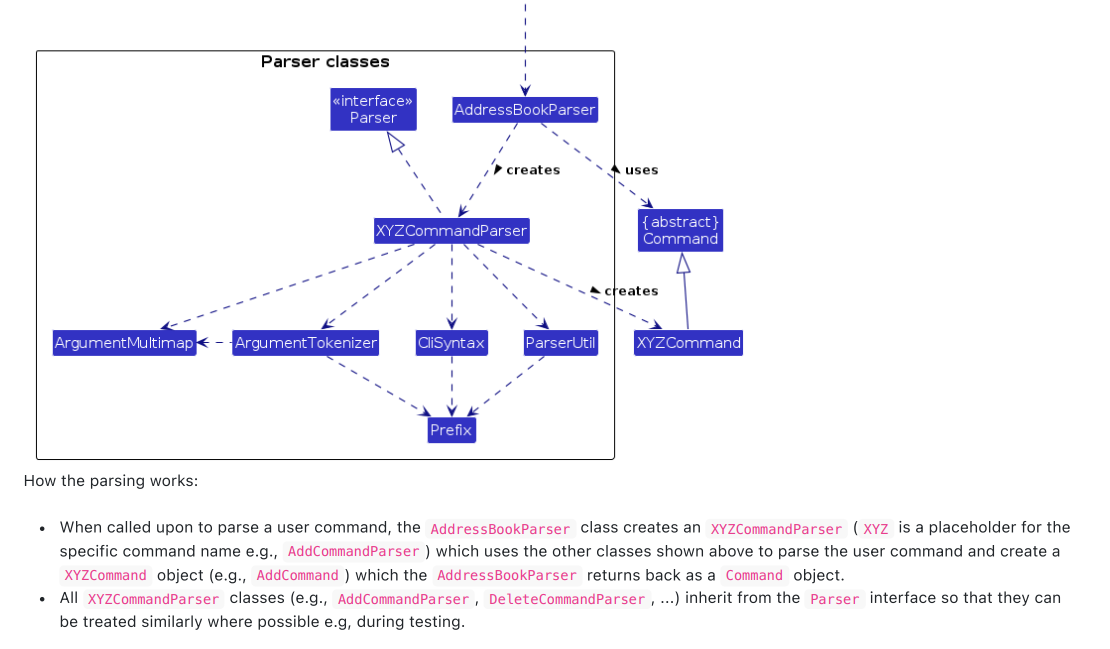 Parser classes
«interface»
Parser
AddressBookParser
creates
uses
XYZCommandParser
{abstract}
Command
creates
ArgumentMultimap
ArgumentTokenizer
CliSyntax
ParserUtil
XYZCommand
Prefix
How the parsing works:
• When called upon to parse a user command, the AddressBookParser class creates an XYZCommandParser ( XYZ is a placeholder for the
specific command name e.g., AddCommandParser ) which uses the other classes shown above to parse the user command and create a
XYZCommand object (e.g., AddCommand ) which the AddressBookParser returns back as a Command object.
• All XYZCommandParser classes (e.g., AddCommandParser , DeleteCommandParser , ...) inherit from the Parser interface so that they can
be treated similarly where possible e.g, during testing.